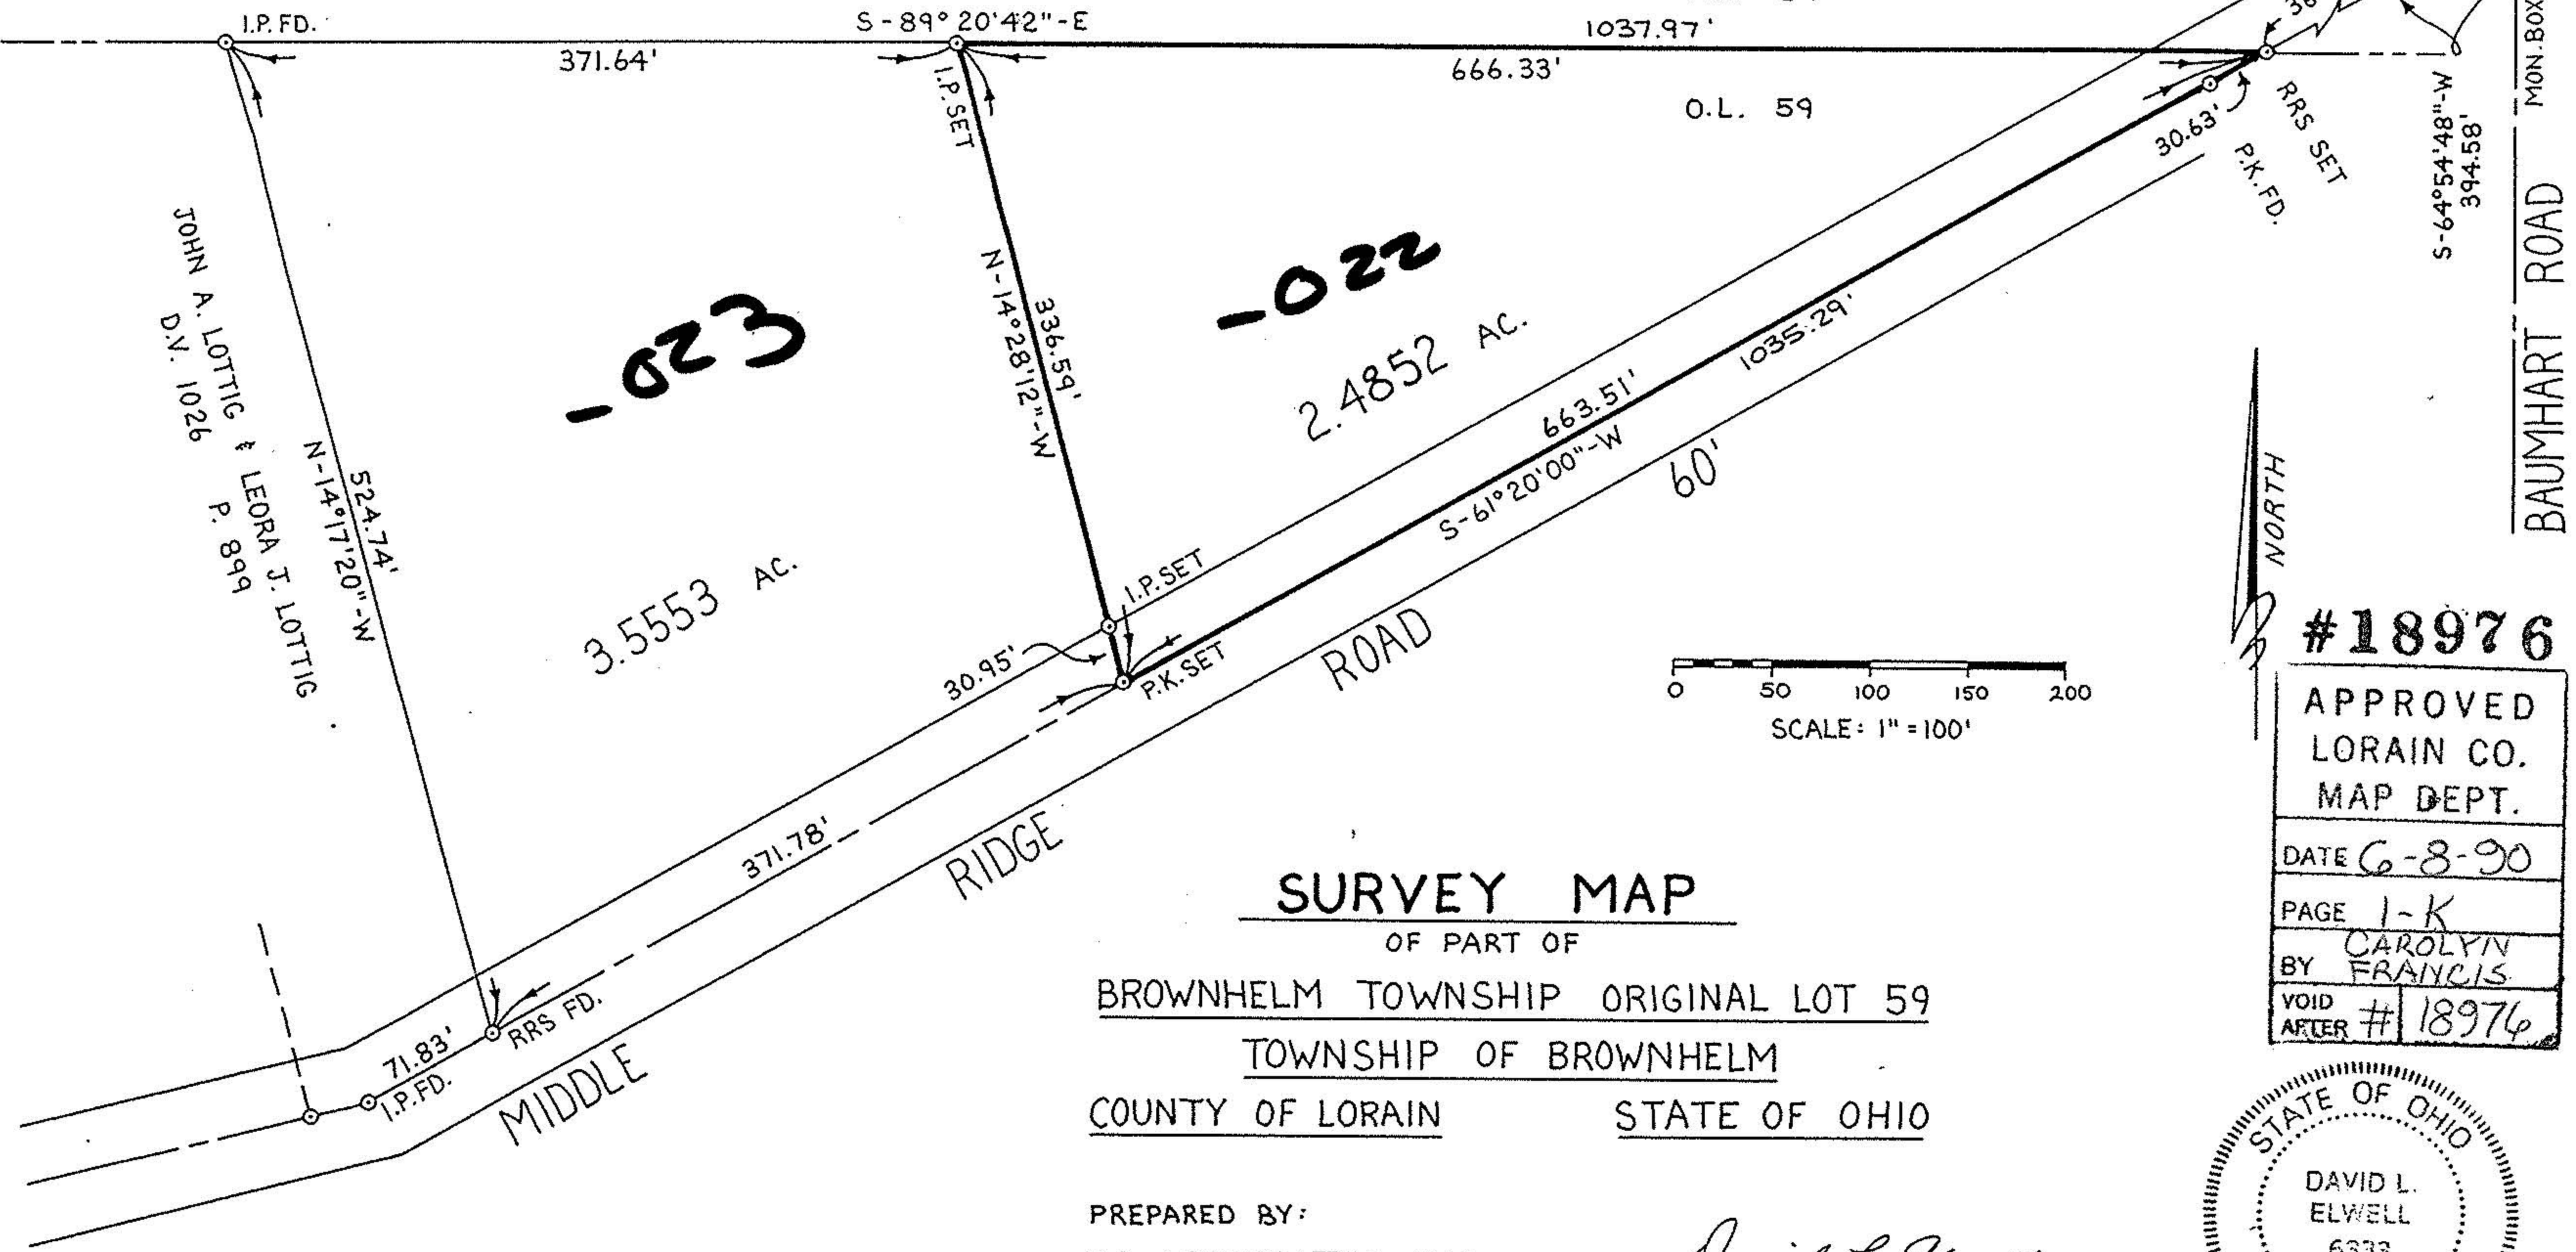 I.P. FD.
S-89°20'42"-E
1037.97'
371.64'
666.33'
I.P. SET
O.L. 59
30.63'
RRS SET
P.K. FD.
S-64°54'48"-W
394.58'
MON. BOX
BAUMHART ROAD
JOHN A. LOTTIG & LEORA J. LOTTIG
D.V. 1026 P. 899
524.74'
N-14°17'20"-W
-023
3.5553 AC.
336.59'
N-14°28'12"-W
-022
2.4852 AC.
1035.29'
663.51'
S-61°20'00"-W
60'
I.P. SET
30.95'
P.K. SET
371.78'
RRS FD.
71.83'
I.P. FD.
MIDDLE RIDGE ROAD
0 50 100 150 200
SCALE: 1" = 100'
NORTH
#18976
APPROVED
LORAIN CO.
MAP DEPT.
DATE 6-8-90
PAGE 1-K
BY CAROLYN
FRANCIS
VOID
AFTER # 18976
SURVEY MAP
OF PART OF
BROWNHELM TOWNSHIP ORIGINAL LOT 59
TOWNSHIP OF BROWNHELM
COUNTY OF LORAIN STATE OF OHIO
PREPARED BY:
STATE OF OHIO
DAVID L.
ELWELL